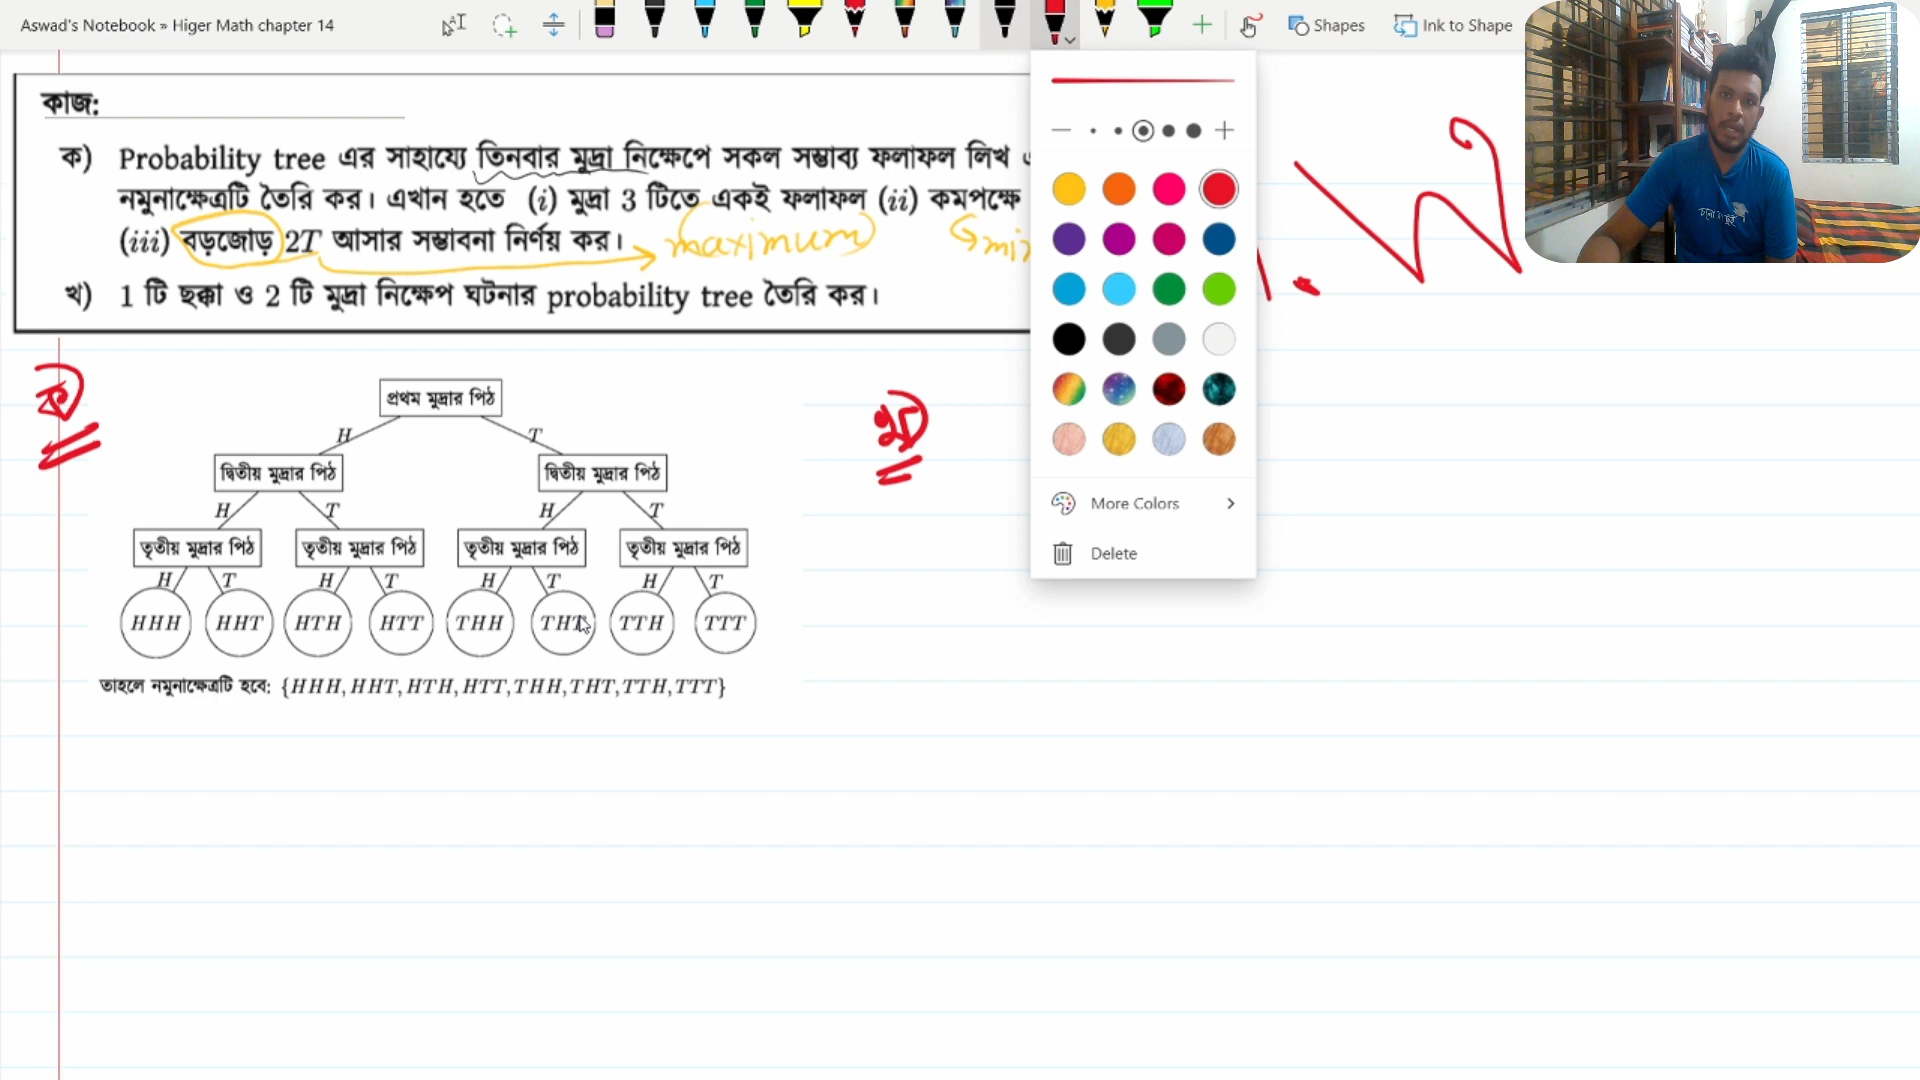 Aswad's Notebook » Higer Math chapter 14
Shapes
Ink to Shape
কাজ:
ক) Probability tree এর সাহায্যে তিনবার মুদ্রা নিক্ষেপে সকল সম্ভাব্য ফলাফল লিখ
নমুনাক্ষেত্রটি তৈরি কর। এখান হতে (i) মুদ্রা 3 টিতে একই ফলাফল (ii) কমপক্ষে
(iii) বড়জোড় 2T আসার সম্ভাবনা নির্ণয় কর। maximum
খ) 1 টি ছক্কা ও 2 টি মুদ্রা নিক্ষেপ ঘটনার probability tree তৈরি কর।
W
ক)
খ)
প্রথম মুদ্রার পিঠ
H T
দ্বিতীয় মুদ্রার পিঠ দ্বিতীয় মুদ্রার পিঠ
H T H T
তৃতীয় মুদ্রার পিঠ তৃতীয় মুদ্রার পিঠ তৃতীয় মুদ্রার পিঠ তৃতীয় মুদ্রার পিঠ
H T H T H T H T
HHH HHT HTH HTT THH THT TTH TTT
তাহলে নমুনাক্ষেত্রটি হবে: {HHH, HHT, HTH, HTT, THH, THT, TTH, TTT}
More Colors
Delete